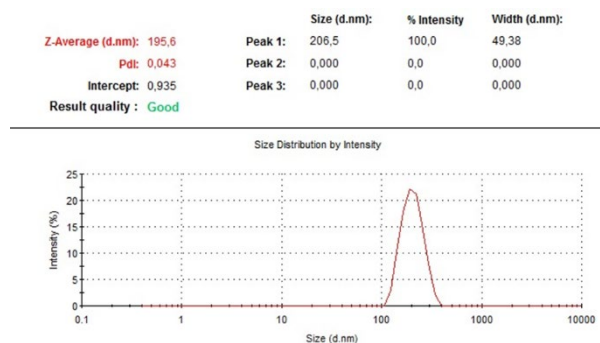 Size (d.nm): % Intensity Width (d.nm):
Z-Average (d.nm): 195,6 Peak 1: 206,5 100,0 49,38
PdI: 0,043 Peak 2: 0,000 0,0 0,000
Intercept: 0,935 Peak 3: 0,000 0,0 0,000
Result quality : Good
Size Distribution by Intensity
Intensity (%)
25
20
15
10
5
0
0.1 1 10 100 1000 10000
Size (d.nm)